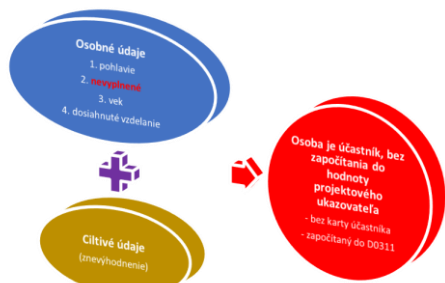 Osobné údaje
1. pohlavie
2. nevyplnené
3. vek
4. dosiahnuté vzdelanie
Citlivé údaje
(znevýhodnenie)
Osoba je účastník, bez
započítania do
hodnoty
projektového
ukazovateľa
- bez karty účastníka
- započítaný do D0311